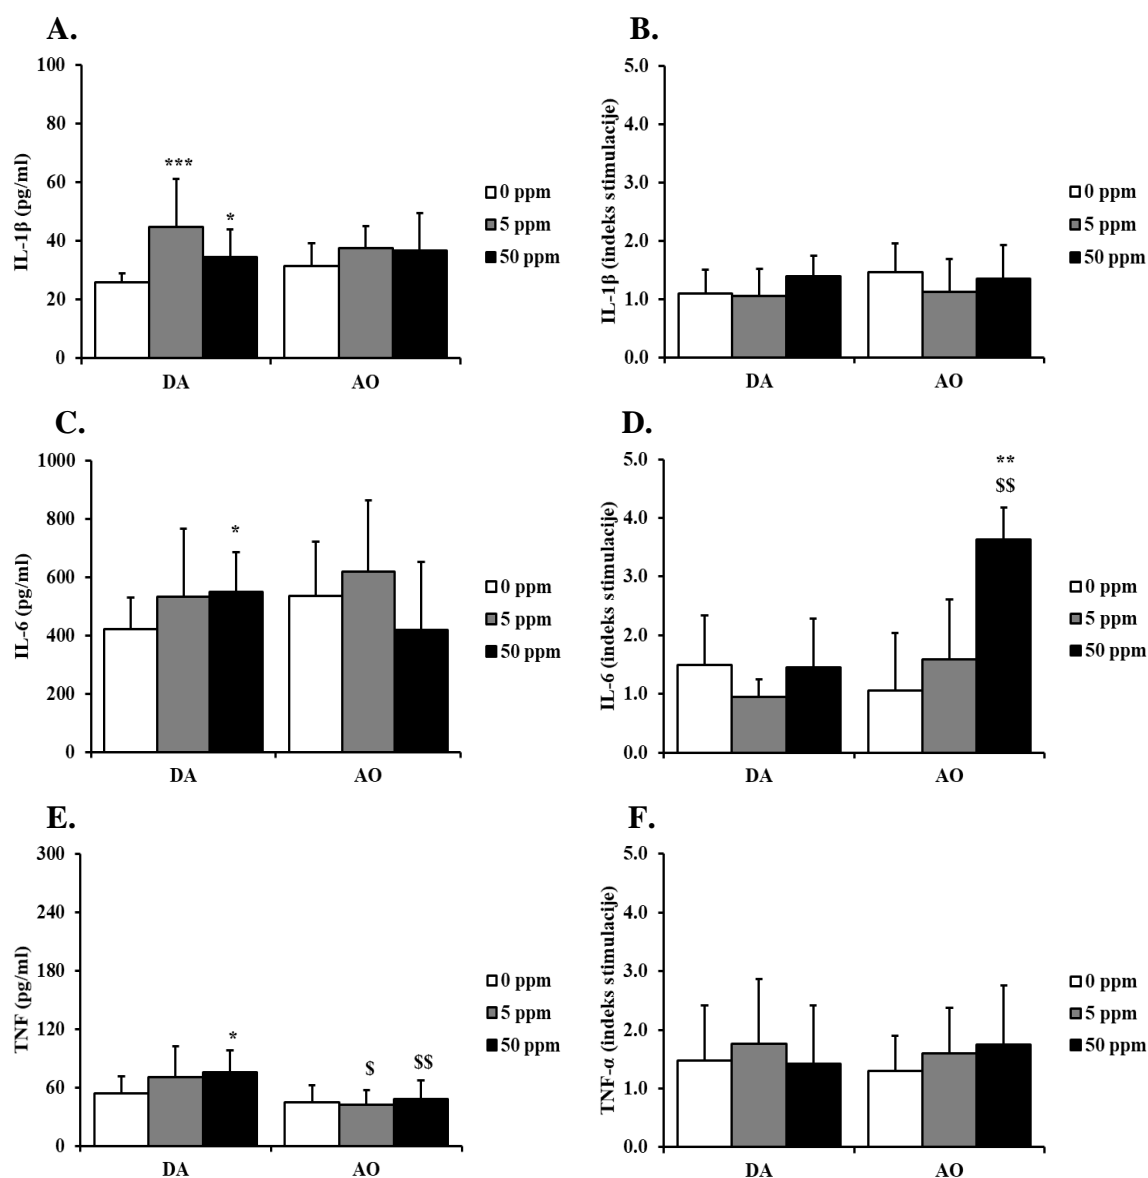 A.
IL-1β (pg/ml)
100
80
60
40
20
0
***
*
DA
AO
0 ppm
5 ppm
50 ppm
B.
IL-1β (indeks stimulacije)
5.0
4.0
3.0
2.0
1.0
0.0
DA
AO
0 ppm
5 ppm
50 ppm
C.
IL-6 (pg/ml)
1000
800
600
400
200
0
*
DA
AO
0 ppm
5 ppm
50 ppm
D.
IL-6 (indeks stimulacije)
5.0
4.0
3.0
2.0
1.0
0.0
**
$$
DA
AO
0 ppm
5 ppm
50 ppm
E.
TNF (pg/ml)
300
240
180
120
60
0
*
$
$$
DA
AO
0 ppm
5 ppm
50 ppm
F.
TNF-α (indeks stimulacije)
5.0
4.0
3.0
2.0
1.0
0.0
DA
AO
0 ppm
5 ppm
50 ppm